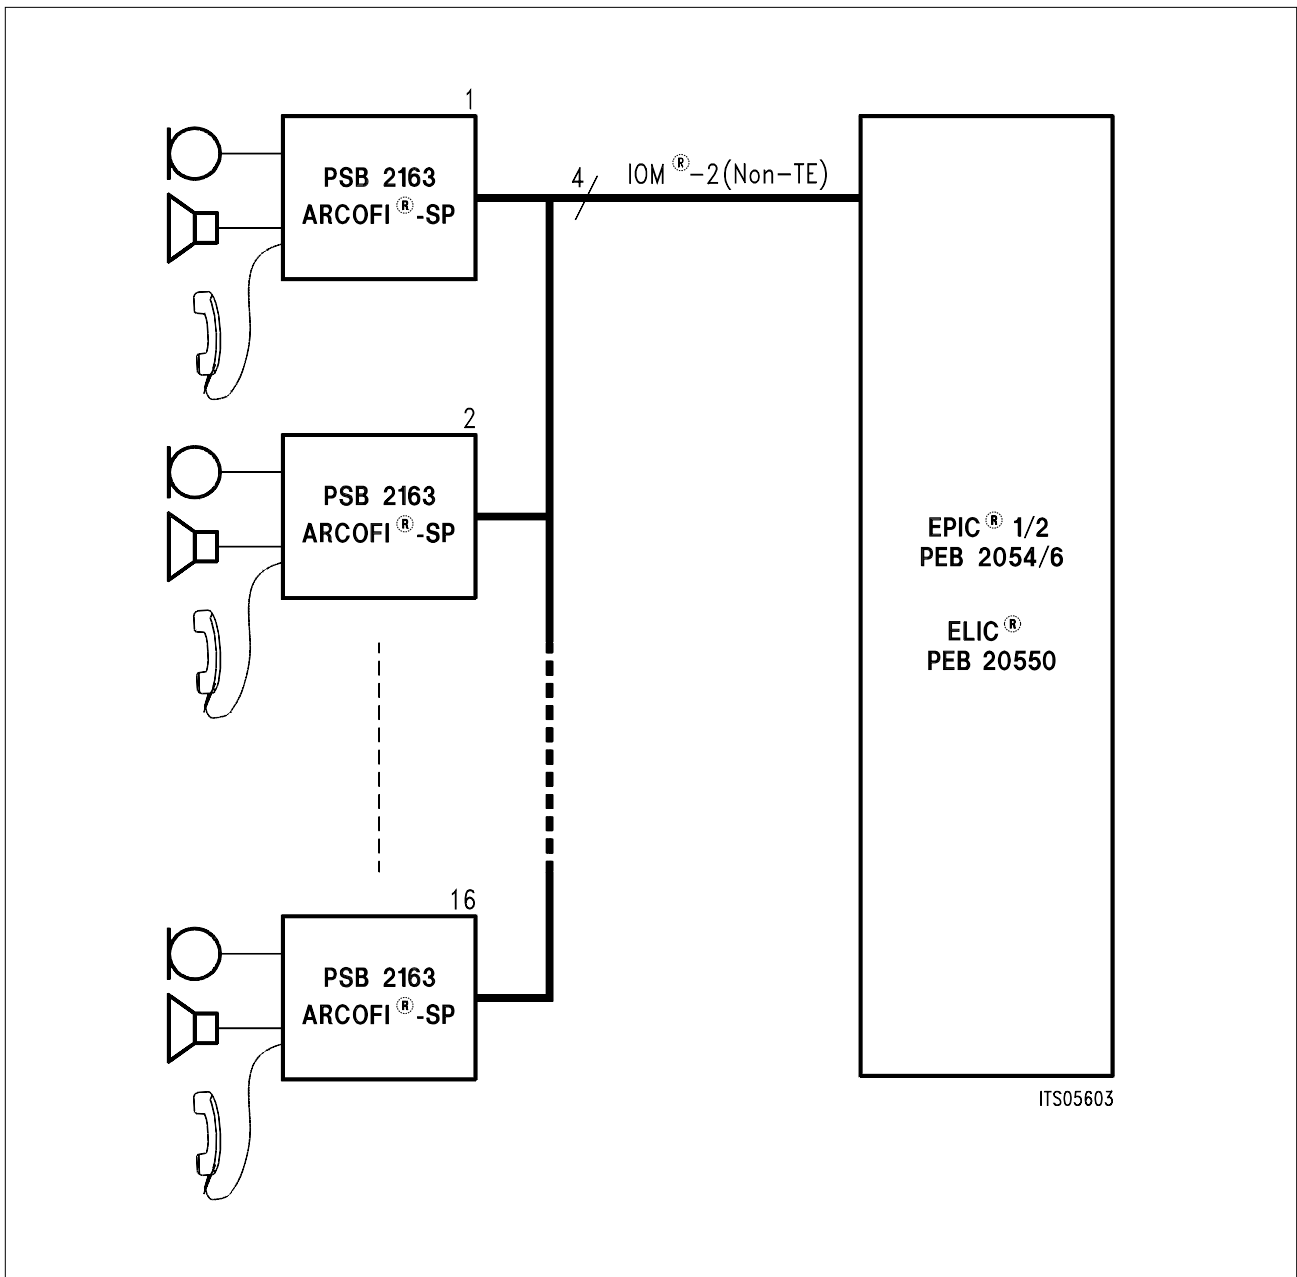 1
PSB 2163
ARCOFI®-SP
4
IOM®-2(Non-TE)
2
PSB 2163
ARCOFI®-SP
EPIC® 1/2
PEB 2054/6
ELIC®
PEB 20550
16
PSB 2163
ARCOFI®-SP
ITS05603